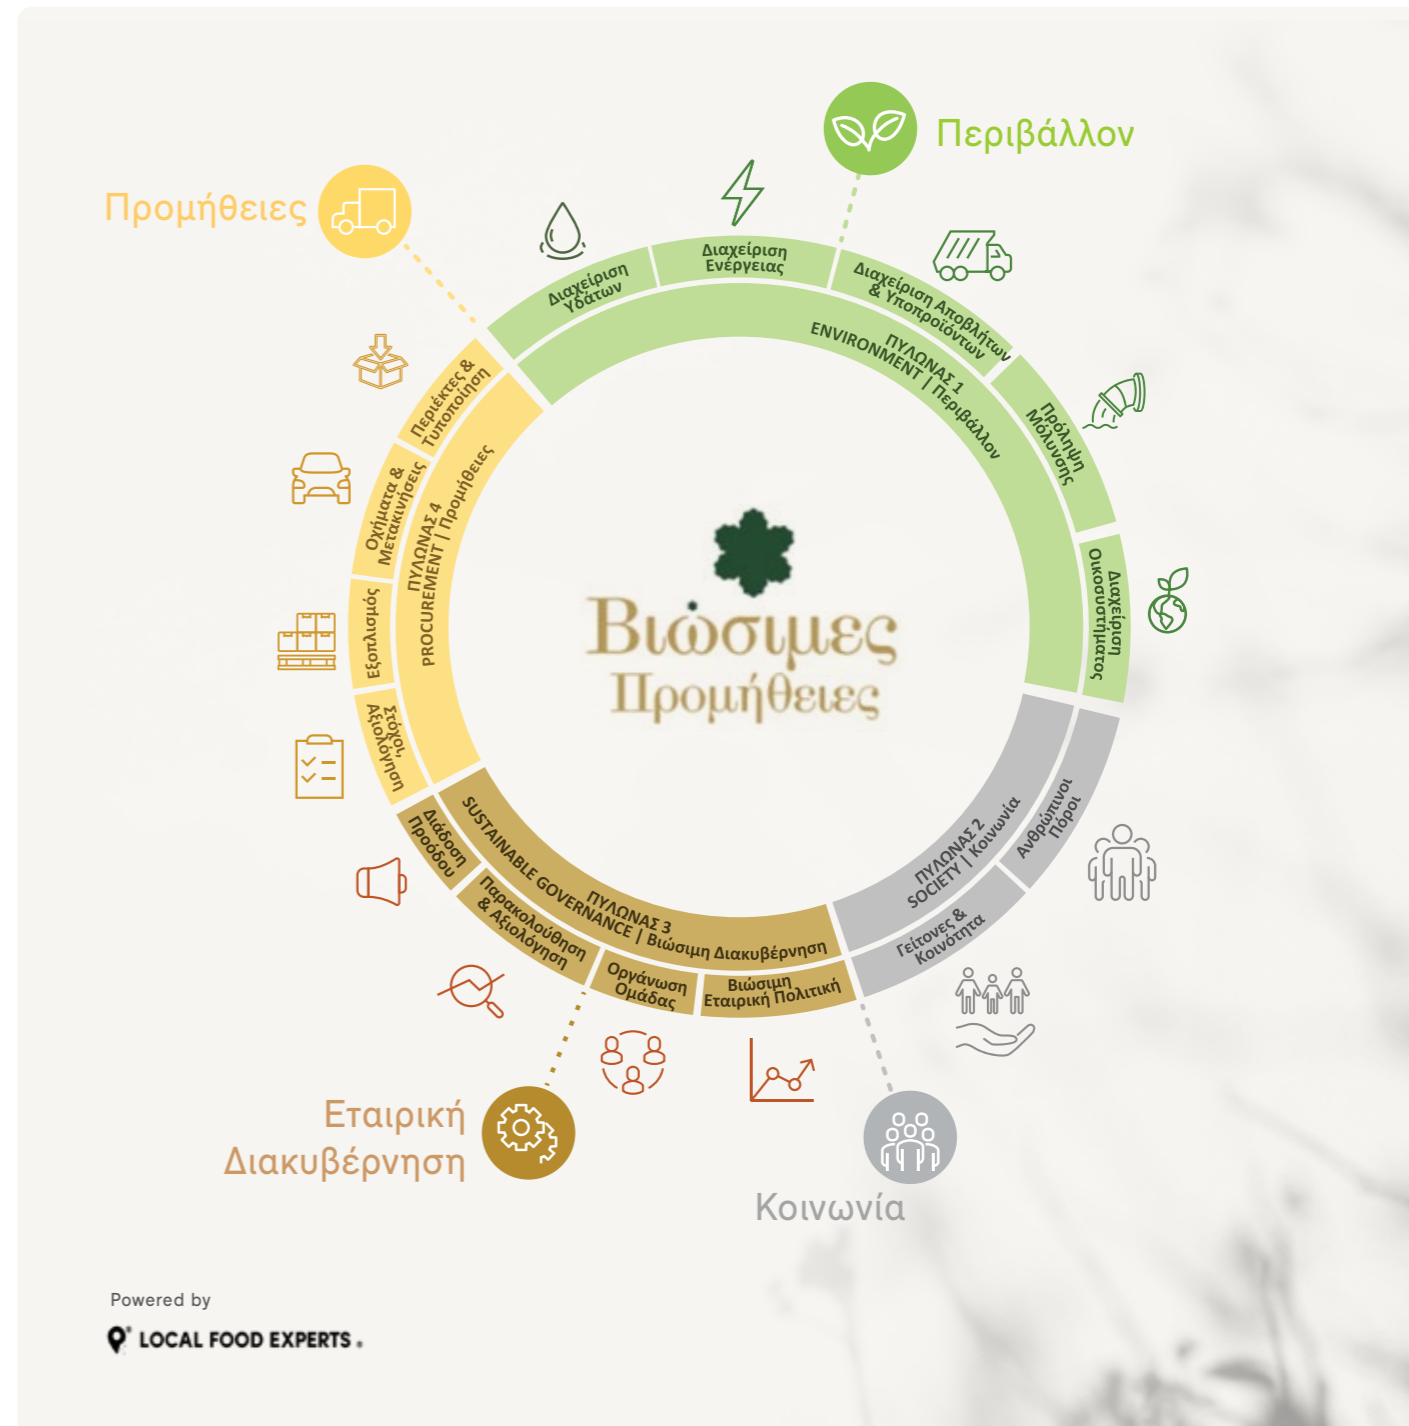 Περιβάλλον
Προμήθειες
Διαχείριση
Υδάτων
Διαχείριση
Ενέργειας
Διαχείριση Αποβλήτων
& Υποπροϊόντων
Πρόληψη
Μόλυνσης
Διαχείριση
Οικοσυστήματος
ΠΥΛΩΝΑΣ 1
ENVIRONMENT | Περιβάλλον
Περιέκτες &
Τυποποίηση
Οχήματα &
Μετακινήσεις
Εξοπλισμός
Στόχοι,
Αξιολόγηση
ΠΥΛΩΝΑΣ 4
PROCUREMENT | Προμήθειες
Βιώσιμες
Προμήθειες
Ανθρώπινοι
Πόροι
Γείτονες &
Κοινότητα
ΠΥΛΩΝΑΣ 2
SOCIETY | Κοινωνία
Διάδοση
Προόδου
Παρακολούθηση
& Αξιολόγηση
Οργάνωση
Ομάδας
Βιώσιμη
Εταιρική Πολιτική
ΠΥΛΩΝΑΣ 3
SUSTAINABLE GOVERNANCE | Βιώσιμη Διακυβέρνηση
Εταιρική
Διακυβέρνηση
Κοινωνία
Powered by
LOCAL FOOD EXPERTS